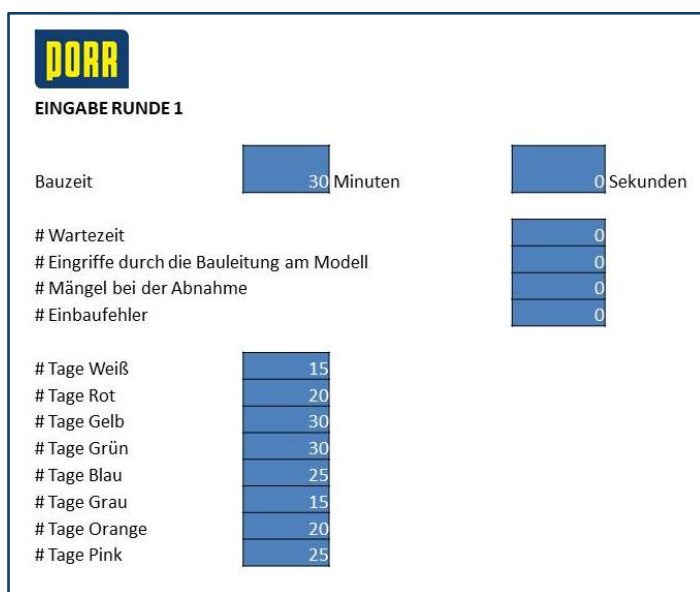 PORR
EINGABE RUNDE 1
Bauzeit 30 Minuten 0 Sekunden
# Wartezeit 0
# Eingriffe durch die Bauleitung am Modell 0
# Mängel bei der Abnahme 0
# Einbaufehler 0
# Tage Weiß 15
# Tage Rot 20
# Tage Gelb 30
# Tage Grün 30
# Tage Blau 25
# Tage Grau 15
# Tage Orange 20
# Tage Pink 25